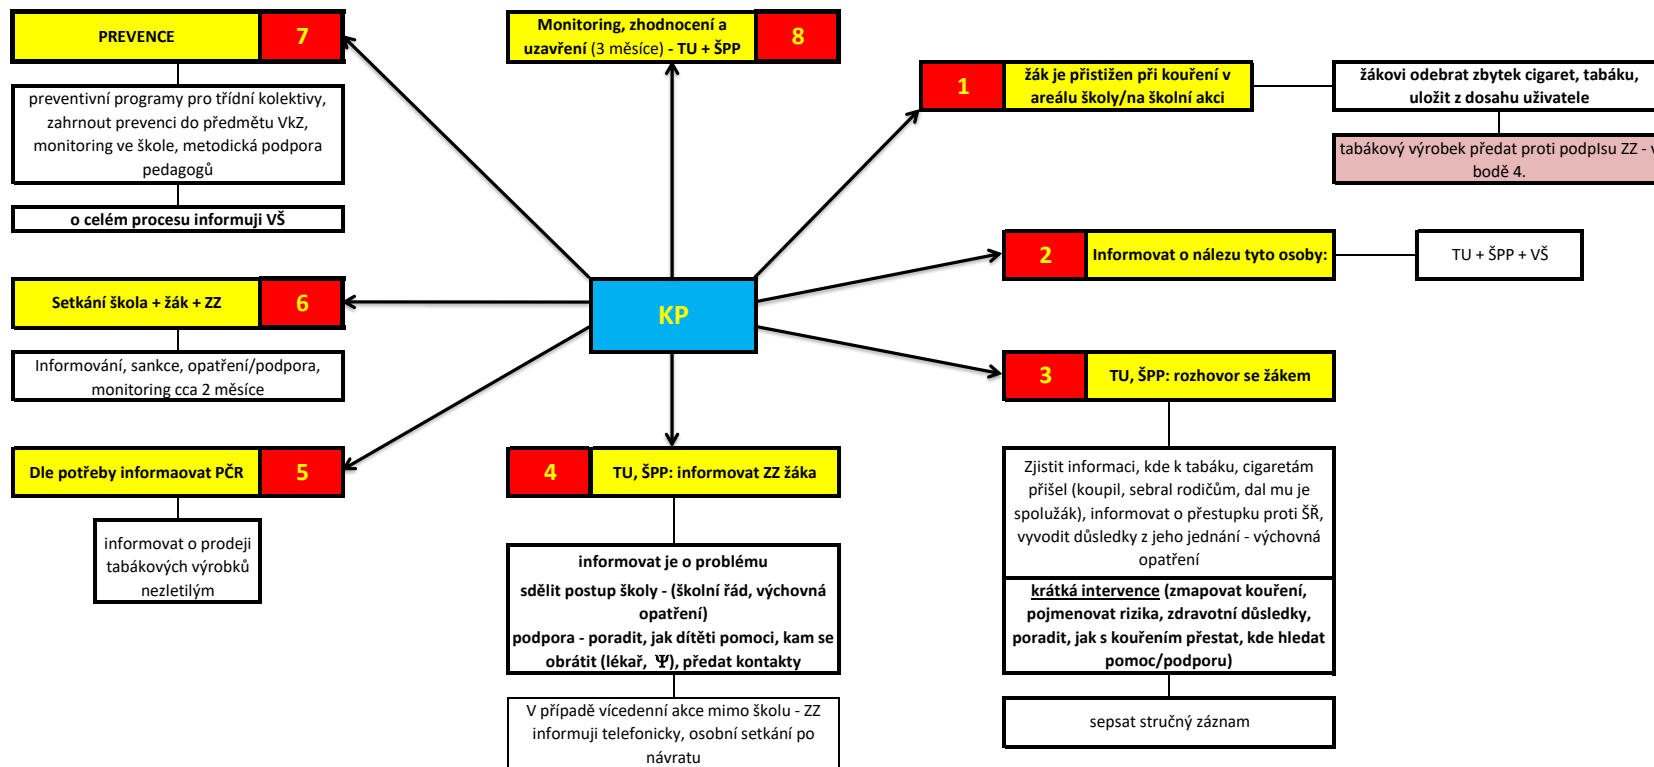 PREVENCE
7
preventivní programy pro třídní kolektivy,
zahrnout prevenci do předmětu VkZ,
monitoring ve škole, metodická podpora
pedagogů
o celém procesu informuji VŠ
Monitoring, zhodnocení a
uzavření (3 měsíce) - TU + ŠPP
8
1
žák je přistižen při kouření v
areálu školy/na školní akci
žákovi odebrat zbytek cigaret, tabáku,
uložit z dosahu uživatele
tabákový výrobek předat proti podpIsu ZZ - v
bodě 4.
2
Informovat o nálezu tyto osoby:
TU + ŠPP + VŠ
Setkání škola + žák + ZZ
6
Informování, sankce, opatření/podpora,
monitoring cca 2 měsíce
KP
3
TU, ŠPP: rozhovor se žákem
Zjistit informaci, kde k tabáku, cigaretám
přišel (koupil, sebral rodičům, dal mu je
spolužák), informovat o přestupku proti ŠŘ,
vyvodit důsledky z jeho jednání - výchovná
opatření
krátká intervence (zmapovat kouření,
pojmenovat rizika, zdravotní důsledky,
poradit, jak s kouřením přestat, kde hledat
pomoc/podporu)
sepsat stručný záznam
Dle potřeby informaovat PČR
5
informovat o prodeji
tabákových výrobků
nezletilým
4
TU, ŠPP: informovat ZZ žáka
informovat je o problému
sdělit postup školy - (školní řád, výchovná
opatření)
podpora - poradit, jak dítěti pomoci, kam se
obrátit (lékař, Ψ), předat kontakty
V případě vícedenní akce mimo školu - ZZ
informuji telefonicky, osobní setkání po
návratu